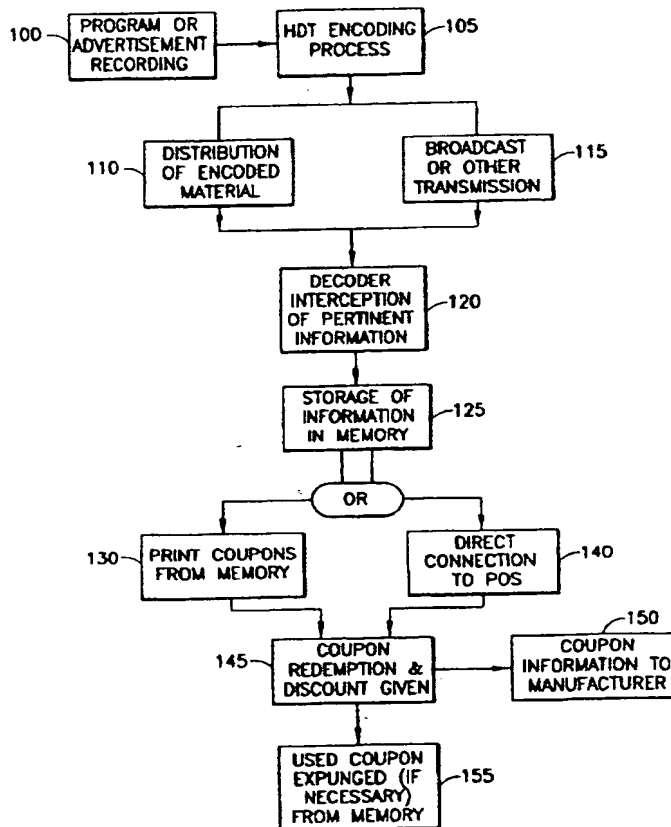 100
PROGRAM OR
ADVERTISEMENT
RECORDING
HDT ENCODING
PROCESS
105
110
DISTRIBUTION
OF ENCODED
MATERIAL
BROADCAST
OR OTHER
TRANSMISSION
115
DECODER
INTERCEPTION
OF PERTINENT
INFORMATION
120
STORAGE OF
INFORMATION
IN MEMORY
125
OR
130
PRINT COUPONS
FROM MEMORY
DIRECT
CONNECTION
TO POS
140
145
COUPON
REDEMPTION &
DISCOUNT GIVEN
150
COUPON
INFORMATION TO
MANUFACTURER
USED COUPON
EXPUNGED (IF
NECESSARY)
FROM MEMORY
155